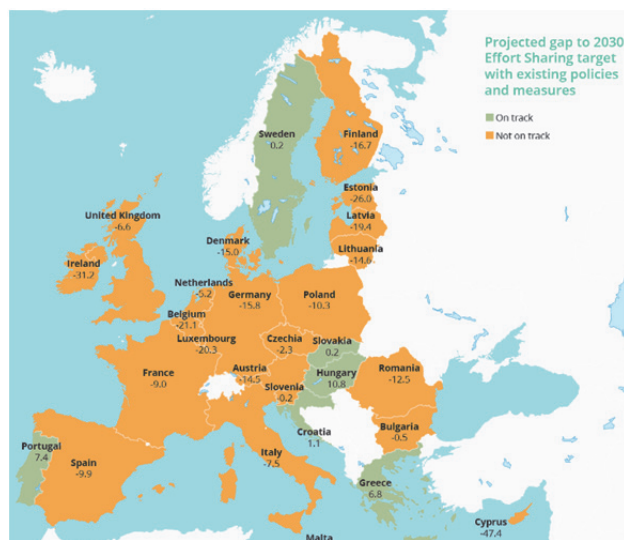 Projected gap to 2030
Effort Sharing target
with existing policies
and measures
On track
Not on track
Sweden
0.2
Finland
-16.7
Estonia
-26.0
Latvia
-19.4
Lithuania
-14.6
United Kingdom
-6.6
Ireland
-31.2
Denmark
-15.0
Netherlands
-5.2
Germany
-15.8
Poland
-10.3
Belgium
-21.1
Luxembourg
-20.3
Czechia
-2.3
Slovakia
0.2
France
-9.0
Austria
-14.5
Hungary
10.8
Romania
-12.5
Slovenia
-0.2
Croatia
1.1
Bulgaria
-0.5
Portugal
7.4
Spain
-9.9
Italy
-7.5
Greece
6.8
Cyprus
-47.4
Malta